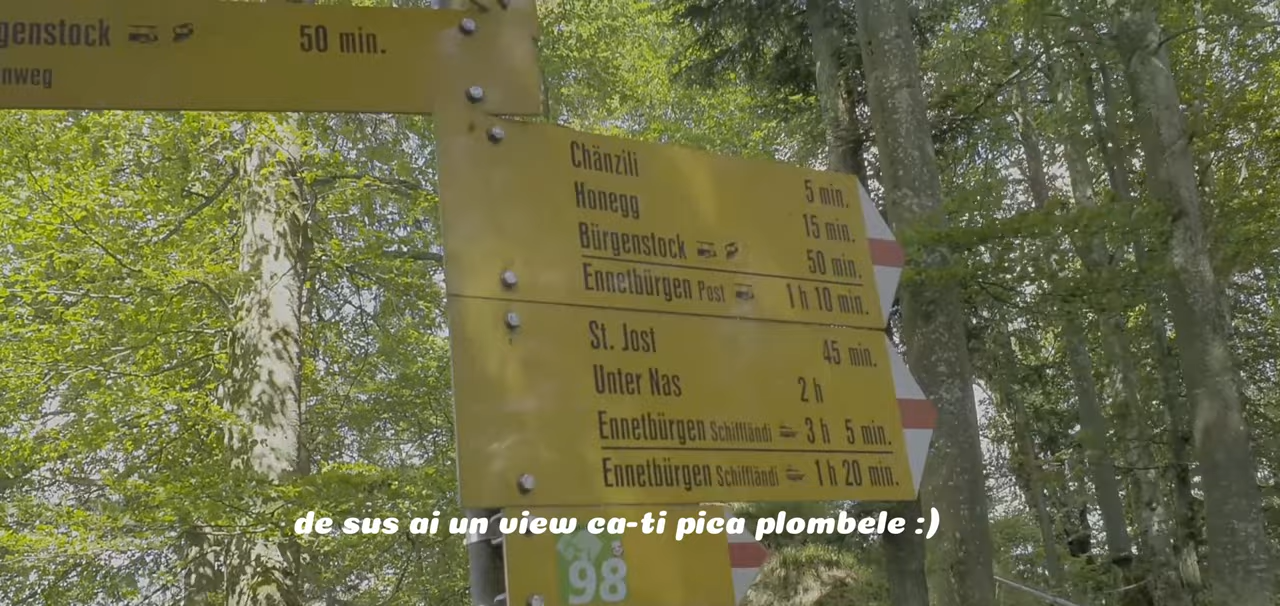 genstock 50 min.
nweg
Chänzili 5 min.
Honegg 15 min.
Bürgenstock 50 min.
Ennetbürgen Post 1 h 10 min.
St. Jost 45 min.
Unter Nas 2 h
Ennetbürgen Schiffländi 3 h 5 min.
Ennetbürgen Schiffländi 1 h 20 min.
de sus ai un view ca-ti pica plombele :)
98